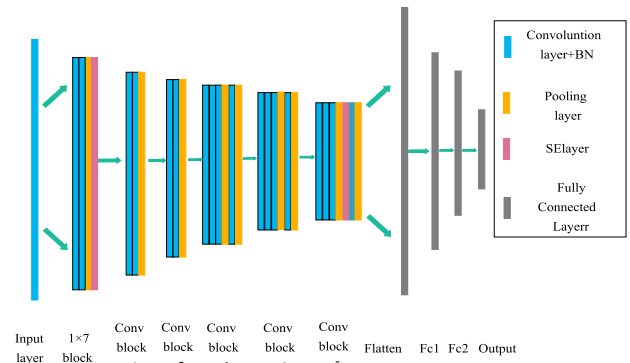 Convoluntion
layer+BN
Pooling
layer
SElayer
Fully
Connected
Layerr
Input
layer
1×7
block
Conv
block
Conv
block
Conv
block
Conv
block
Conv
block
Flatten
Fc1
Fc2
Output